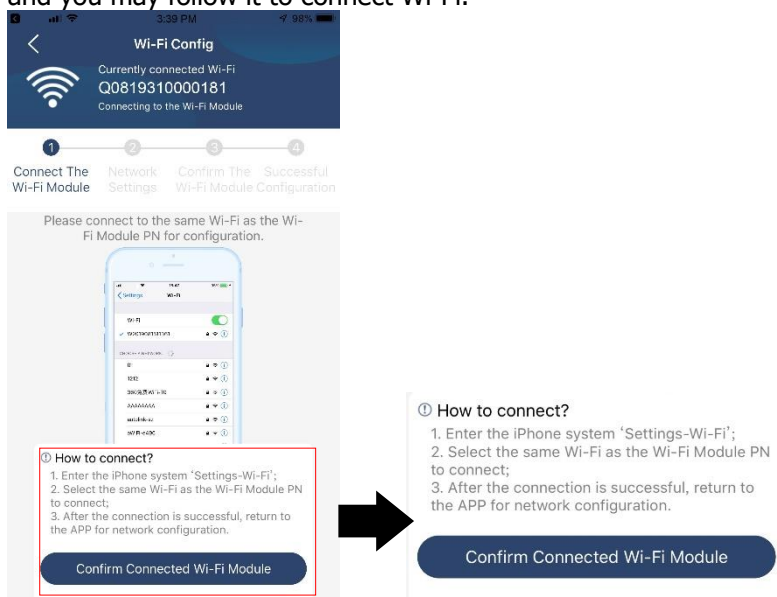 and you may follow it to connect Wi-Fi.
3:39 PM
98%
Wi-Fi Config
Currently connected Wi-Fi
Q0819310000181
Connecting to the Wi-Fi Module
1
2
3
4
Connect The Wi-Fi Module
Network Settings
Confirm The Wi-Fi Module
Successful Configuration
Please connect to the same Wi-Fi as the Wi-
Fi Module PN for configuration.
Settings
Wi-Fi
Wi-Fi
How to connect?
1. Enter the iPhone system ‘Settings-Wi-Fi’;
2. Select the same Wi-Fi as the Wi-Fi Module PN
to connect;
3. After the connection is successful, return to
the APP for network configuration.
Confirm Connected Wi-Fi Module
How to connect?
1. Enter the iPhone system ‘Settings-Wi-Fi’;
2. Select the same Wi-Fi as the Wi-Fi Module PN
to connect;
3. After the connection is successful, return to
the APP for network configuration.
Confirm Connected Wi-Fi Module